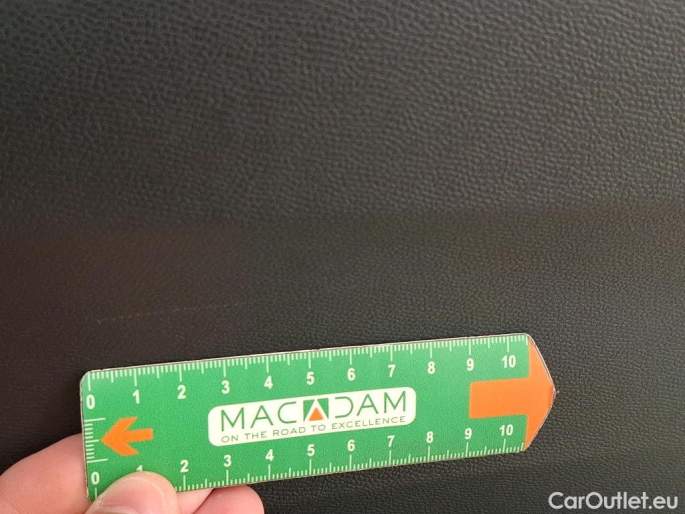 0 1 2 3 4 5 6 7 8 9 10
MACADAM
ON THE ROAD TO EXCELLENCE
0 1 2 3 4 5 6 7 8 9 10
CarOutlet.eu